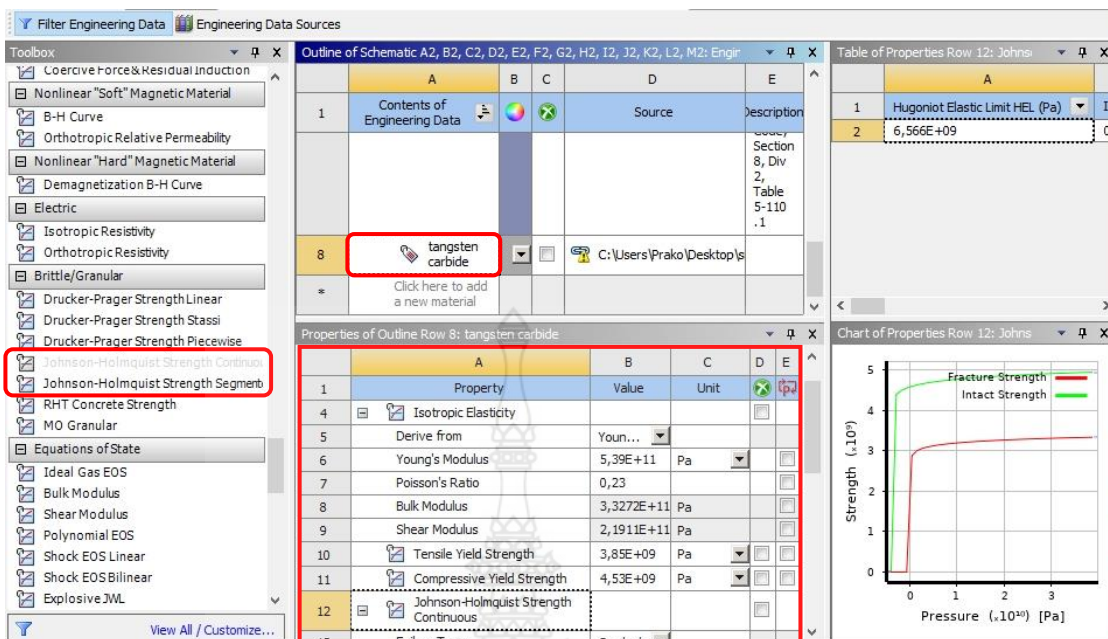 Filter Engineering Data Engineering Data Sources
Toolbox
Coercive Force & Residual Induction
Nonlinear "Soft" Magnetic Material
B-H Curve
Orthotropic Relative Permeability
Nonlinear "Hard" Magnetic Material
Demagnetization B-H Curve
Electric
Isotropic Resistivity
Orthotropic Resistivity
Brittle/Granular
Drucker-Prager Strength Linear
Drucker-Prager Strength Stassi
Drucker-Prager Strength Piecewise
Johnson-Holmquist Strength Continuou
Johnson-Holmquist Strength Segment
RHT Concrete Strength
MO Granular
Equations of State
Ideal Gas EOS
Bulk Modulus
Shear Modulus
Polynomial EOS
Shock EOS Linear
Shock EOS Bilinear
Explosive JWL
View All / Customize...
Outline of Schematic A2, B2, C2, D2, E2, F2, G2, H2, I2, J2, K2, L2, M2: Engir
A B C D E
1 Contents of Engineering Data Source Description
Code,
Section
8, Div
2,
Table
5-110
.1
8 tangsten carbide C:\Users\Prako\Desktop\s
* Click here to add a new material
Properties of Outline Row 8: tangsten carbide
A B C D E
1 Property Value Unit
4 Isotropic Elasticity
5 Derive from Youn...
6 Young's Modulus 5,39E+11 Pa
7 Poisson's Ratio 0,23
8 Bulk Modulus 3,3272E+11 Pa
9 Shear Modulus 2,1911E+11 Pa
10 Tensile Yield Strength 3,85E+09 Pa
11 Compressive Yield Strength 4,53E+09 Pa
12 Johnson-Holmquist Strength Continuous
Table of Properties Row 12: Johns
A
1 Hugoniot Elastic Limit HEL (Pa)
2 6,566E+09
Chart of Properties Row 12: Johns
Fracture Strength
Intact Strength
Strength (.x10⁹)
5
4
3
2
1
0
0 1 2 3
Pressure (.x10¹⁰) [Pa]